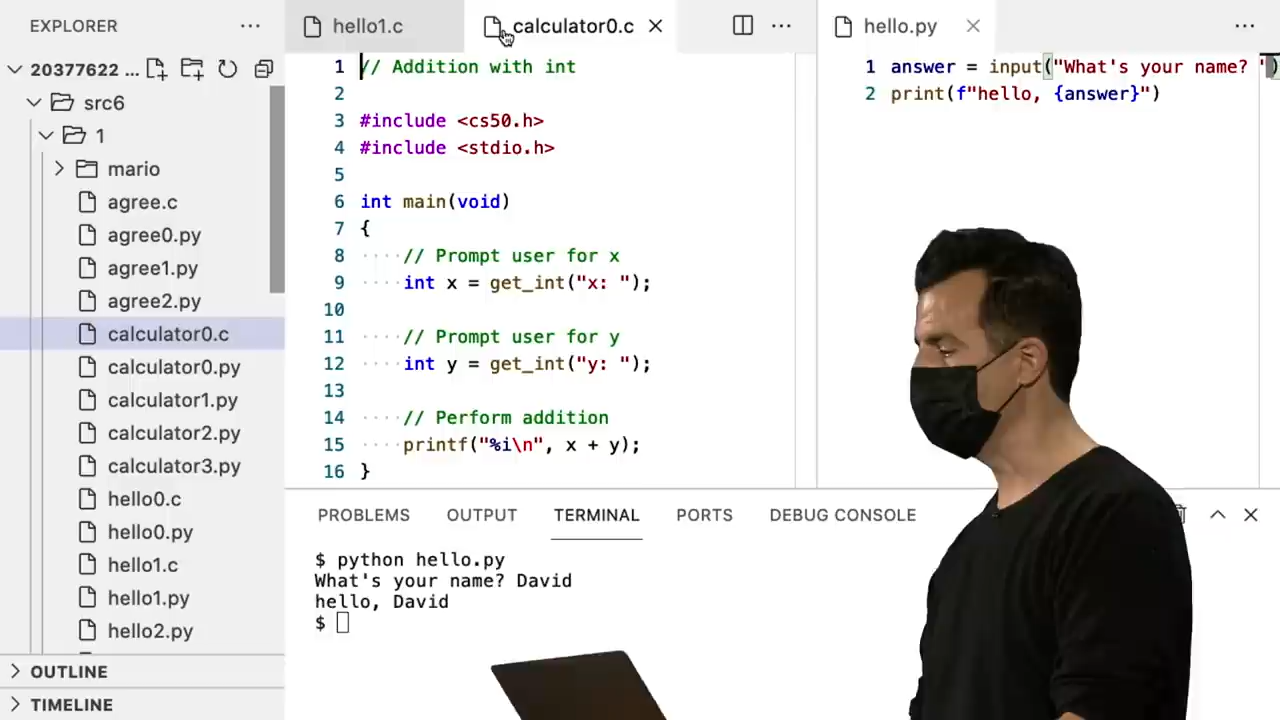 EXPLORER
20377622 ...
src6
1
mario
agree.c
agree0.py
agree1.py
agree2.py
calculator0.c
calculator0.py
calculator1.py
calculator2.py
calculator3.py
hello0.c
hello0.py
hello1.c
hello1.py
hello2.py
OUTLINE
TIMELINE
hello1.c
calculator0.c
1 // Addition with int
2
3 #include <cs50.h>
4 #include <stdio.h>
5
6 int main(void)
7 {
8 // Prompt user for x
9 int x = get_int("x: ");
10
11 // Prompt user for y
12 int y = get_int("y: ");
13
14 // Perform addition
15 printf("%i\n", x + y);
16 }
hello.py
1 answer = input("What's your name? ")
2 print(f"hello, {answer}")
PROBLEMS OUTPUT TERMINAL PORTS DEBUG CONSOLE
$ python hello.py
What's your name? David
hello, David
$